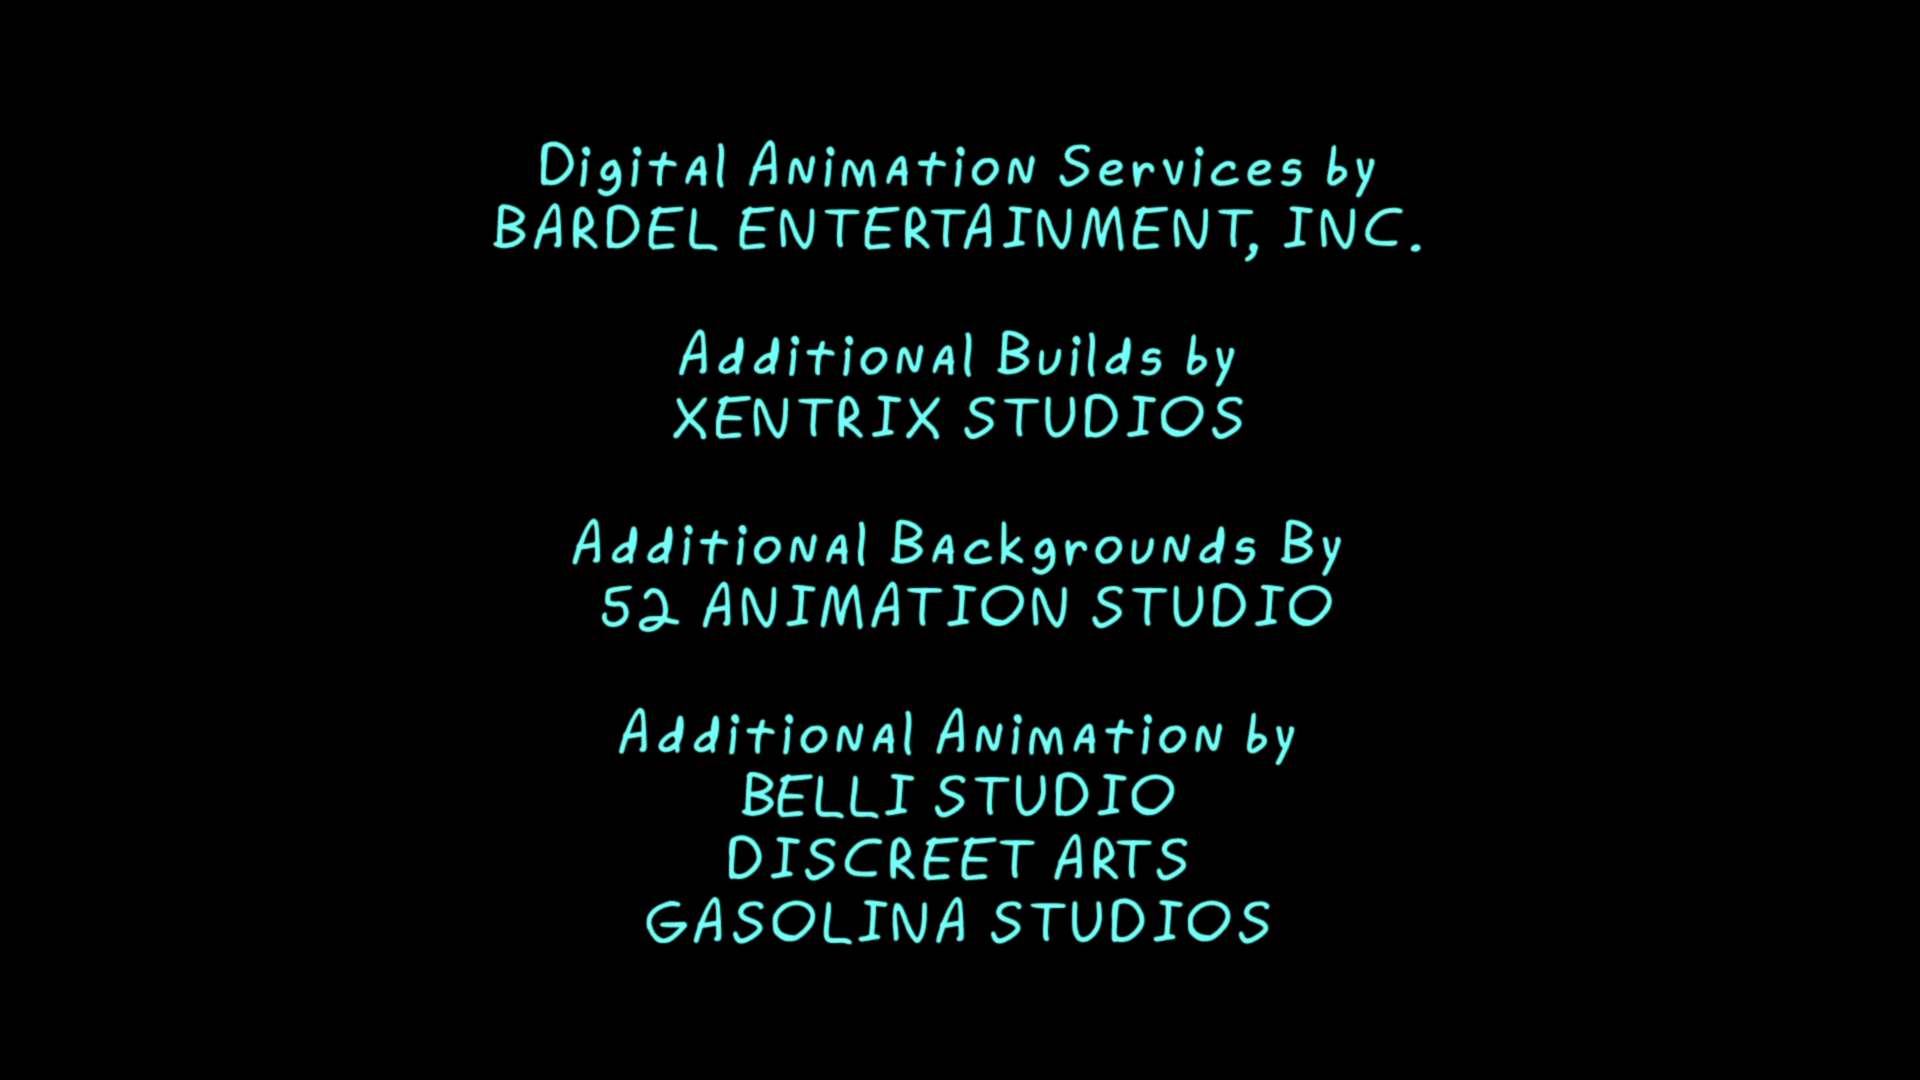 Digital Animation Services by
BARDEL ENTERTAINMENT, INC.
Additional Builds by
XENTRIX STUDIOS
Additional Backgrounds By
52 ANIMATION STUDIO
Additional Animation by
BELLI STUDIO
DISCREET ARTS
GASOLINA STUDIOS